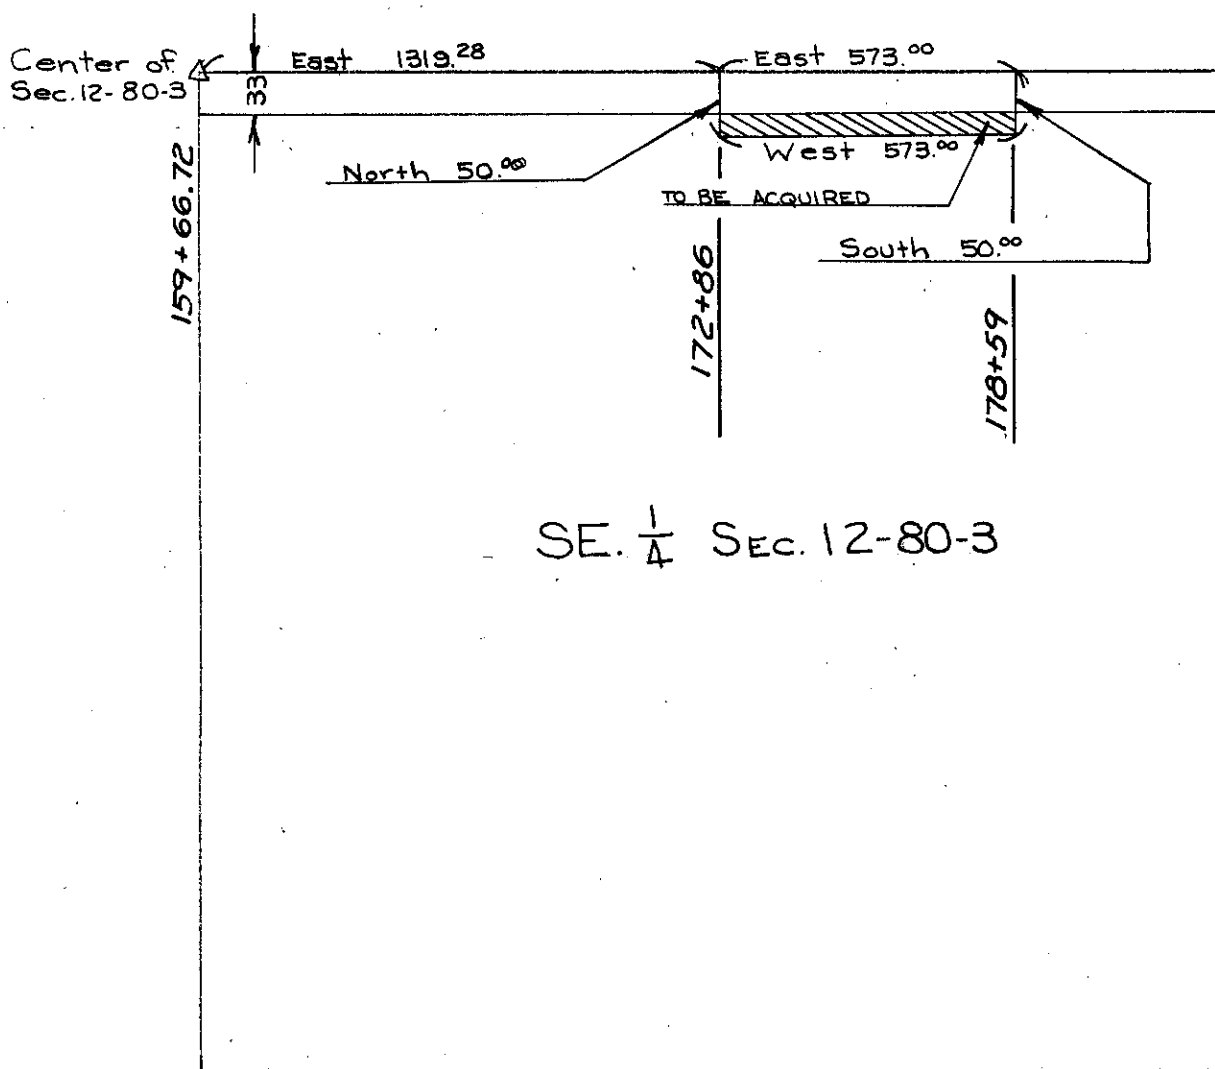 Center of
Sec. 12-80-3
East 1319.28
East 573.00
33
West 573.00
North 50.00
TO BE ACQUIRED
South 50.00
159+66.72
172+86
178+59
SE. 1/4 SEC. 12-80-3